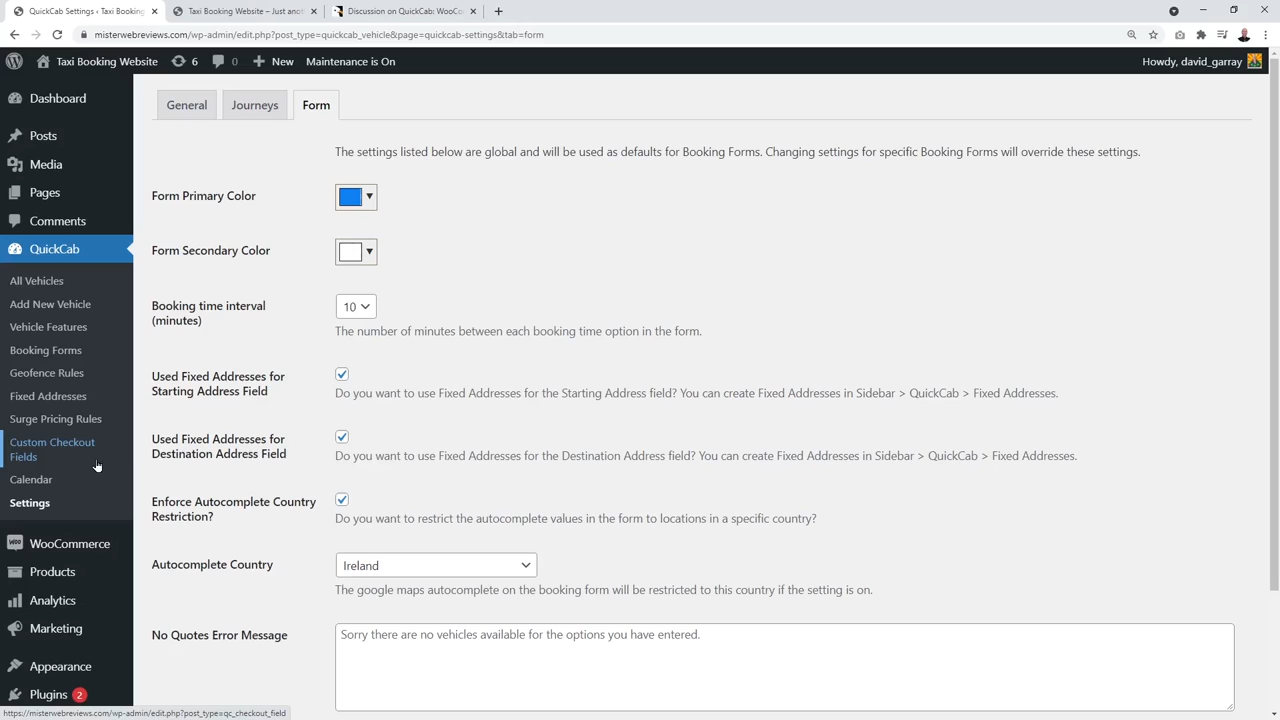 QuickCab Settings ‹ Taxi Booking
Taxi Booking Website – Just anot
Discussion on QuickCab: WooCo
misterwebreviews.com/wp-admin/edit.php?post_type=quickcab_vehicle&page=quickcab-settings&tab=form
Taxi Booking Website
6
0
New
Maintenance is On
Howdy, david_garray
Dashboard
Posts
Media
Pages
Comments
QuickCab
All Vehicles
Add New Vehicle
Vehicle Features
Booking Forms
Geofence Rules
Fixed Addresses
Surge Pricing Rules
Custom Checkout
Fields
Calendar
Settings
WooCommerce
Products
Analytics
Marketing
Appearance
Plugins 2
General
Journeys
Form
The settings listed below are global and will be used as defaults for Booking Forms. Changing settings for specific Booking Forms will override these settings.
Form Primary Color
Form Secondary Color
Booking time interval
(minutes)
10
The number of minutes between each booking time option in the form.
Used Fixed Addresses for
Starting Address Field
Do you want to use Fixed Addresses for the Starting Address field? You can create Fixed Addresses in Sidebar > QuickCab > Fixed Addresses.
Used Fixed Addresses for
Destination Address Field
Do you want to use Fixed Addresses for the Destination Address field? You can create Fixed Addresses in Sidebar > QuickCab > Fixed Addresses.
Enforce Autocomplete Country
Restriction?
Do you want to restrict the autocomplete values in the form to locations in a specific country?
Autocomplete Country
Ireland
The google maps autocomplete on the booking form will be restricted to this country if the setting is on.
No Quotes Error Message
Sorry there are no vehicles available for the options you have entered.
https://misterwebreviews.com/wp-admin/edit.php?post_type=qc_checkout_field